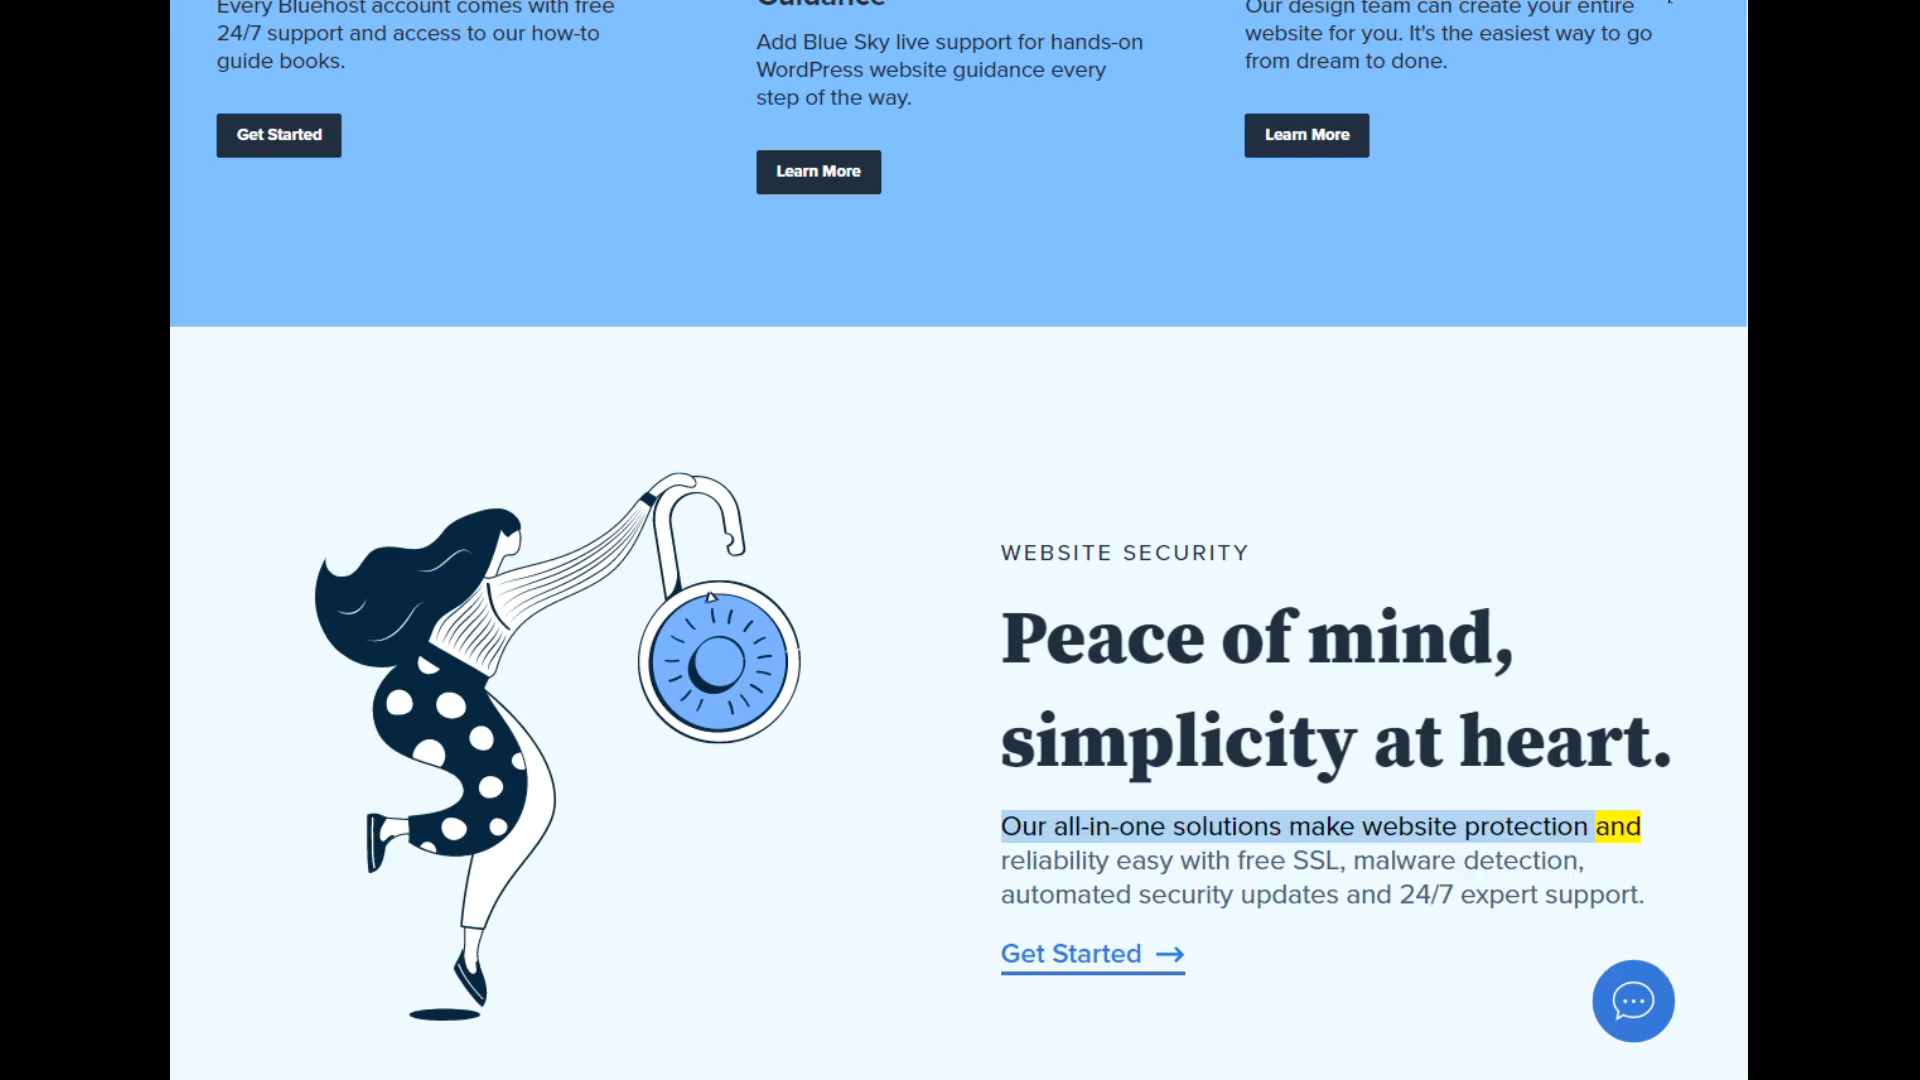 Every Bluehost account comes with free
24/7 support and access to our how-to
guide books.
Get Started
Guidance
Add Blue Sky live support for hands-on
WordPress website guidance every
step of the way.
Learn More
Our design team can create your entire
website for you. It's the easiest way to go
from dream to done.
Learn More
WEBSITE SECURITY
Peace of mind,
simplicity at heart.
Our all-in-one solutions make website protection and
reliability easy with free SSL, malware detection,
automated security updates and 24/7 expert support.
Get Started →